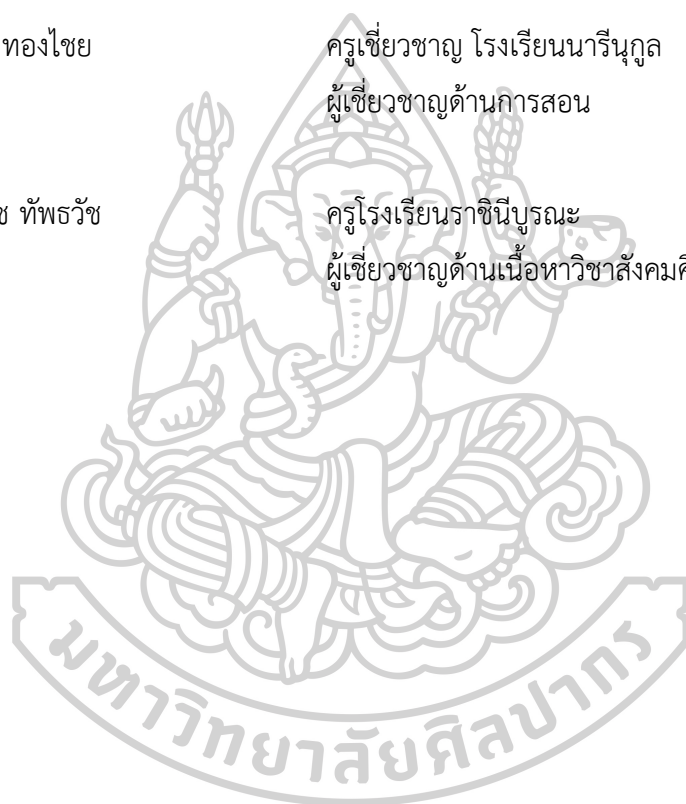 ทองไชย ครูเชี่ยวชาญ โรงเรียนนารีนุกูล
ผู้เชี่ยวชาญด้านการสอน
ช ทัพธวัช ครูโรงเรียนราชินีบูรณะ
ผู้เชี่ยวชาญด้านเนื้อหาวิชาสังคมศึ
มหาวิทยาลัยศิลปากร